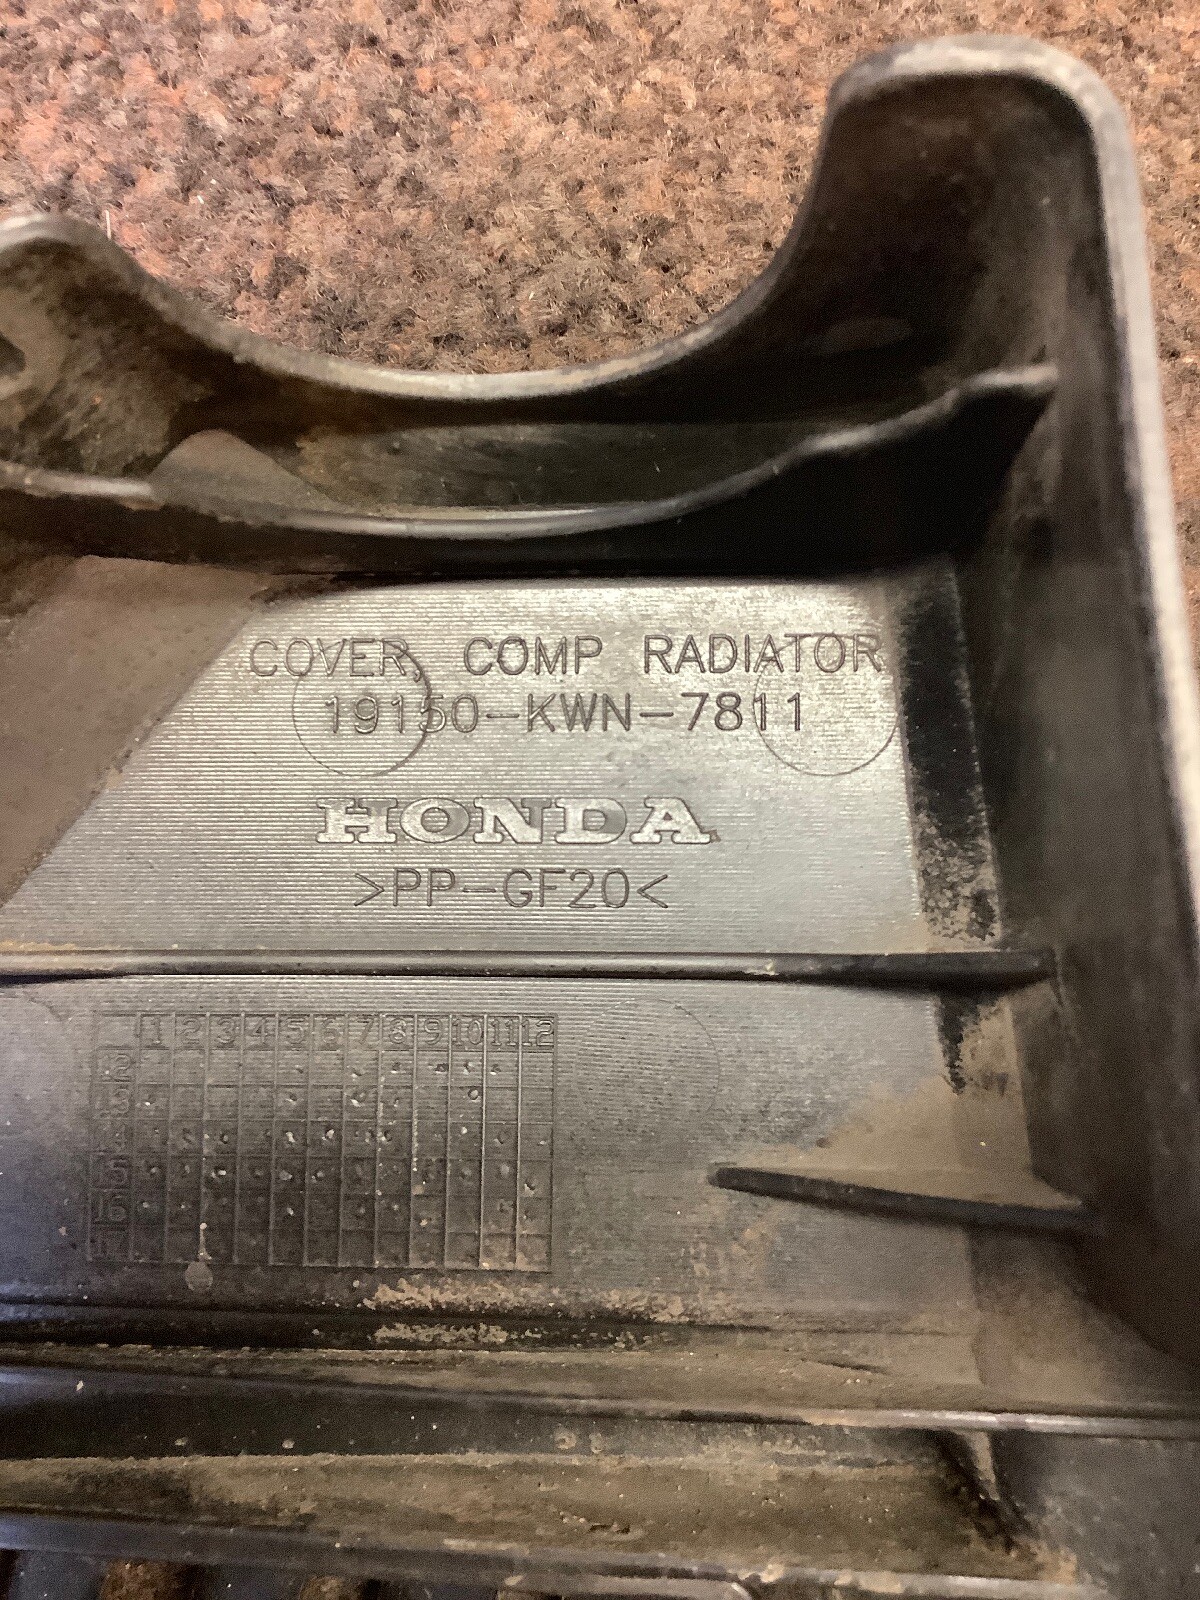 COVER, COMP RADIATOR
19150-KWN-7811
HONDA
>PP-GF20<
1 2 3 4 5 6 7 8 9 10 11 12
12
13
14
15
16
17